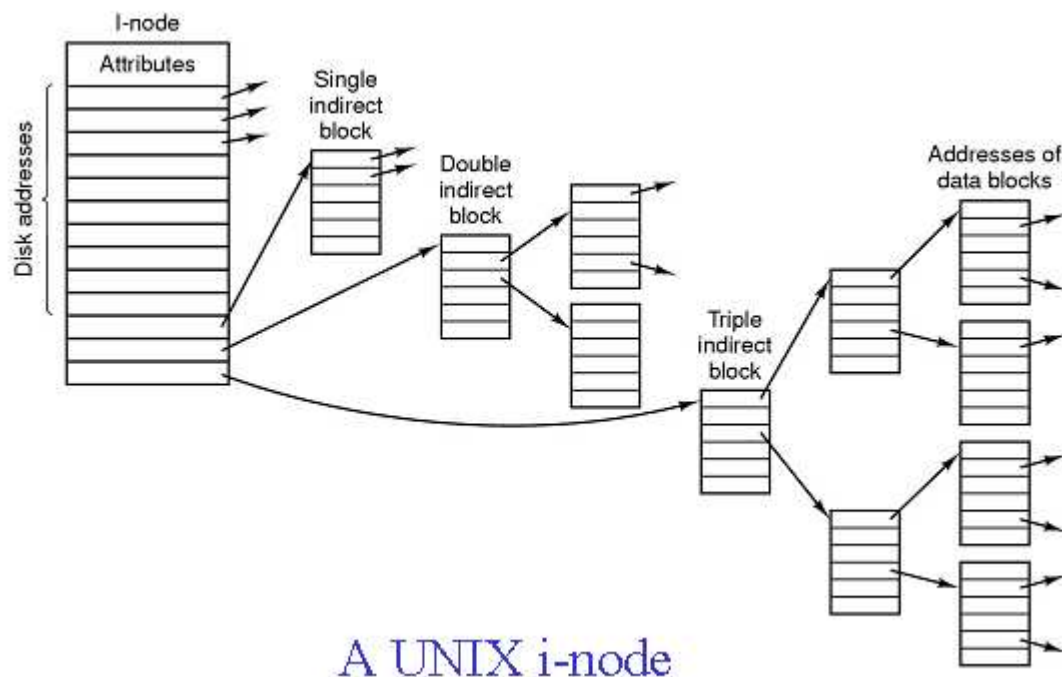 I-node
Attributes
Disk addresses
Single
indirect
block
Double
indirect
block
Triple
indirect
block
Addresses of
data blocks
A UNIX i-node